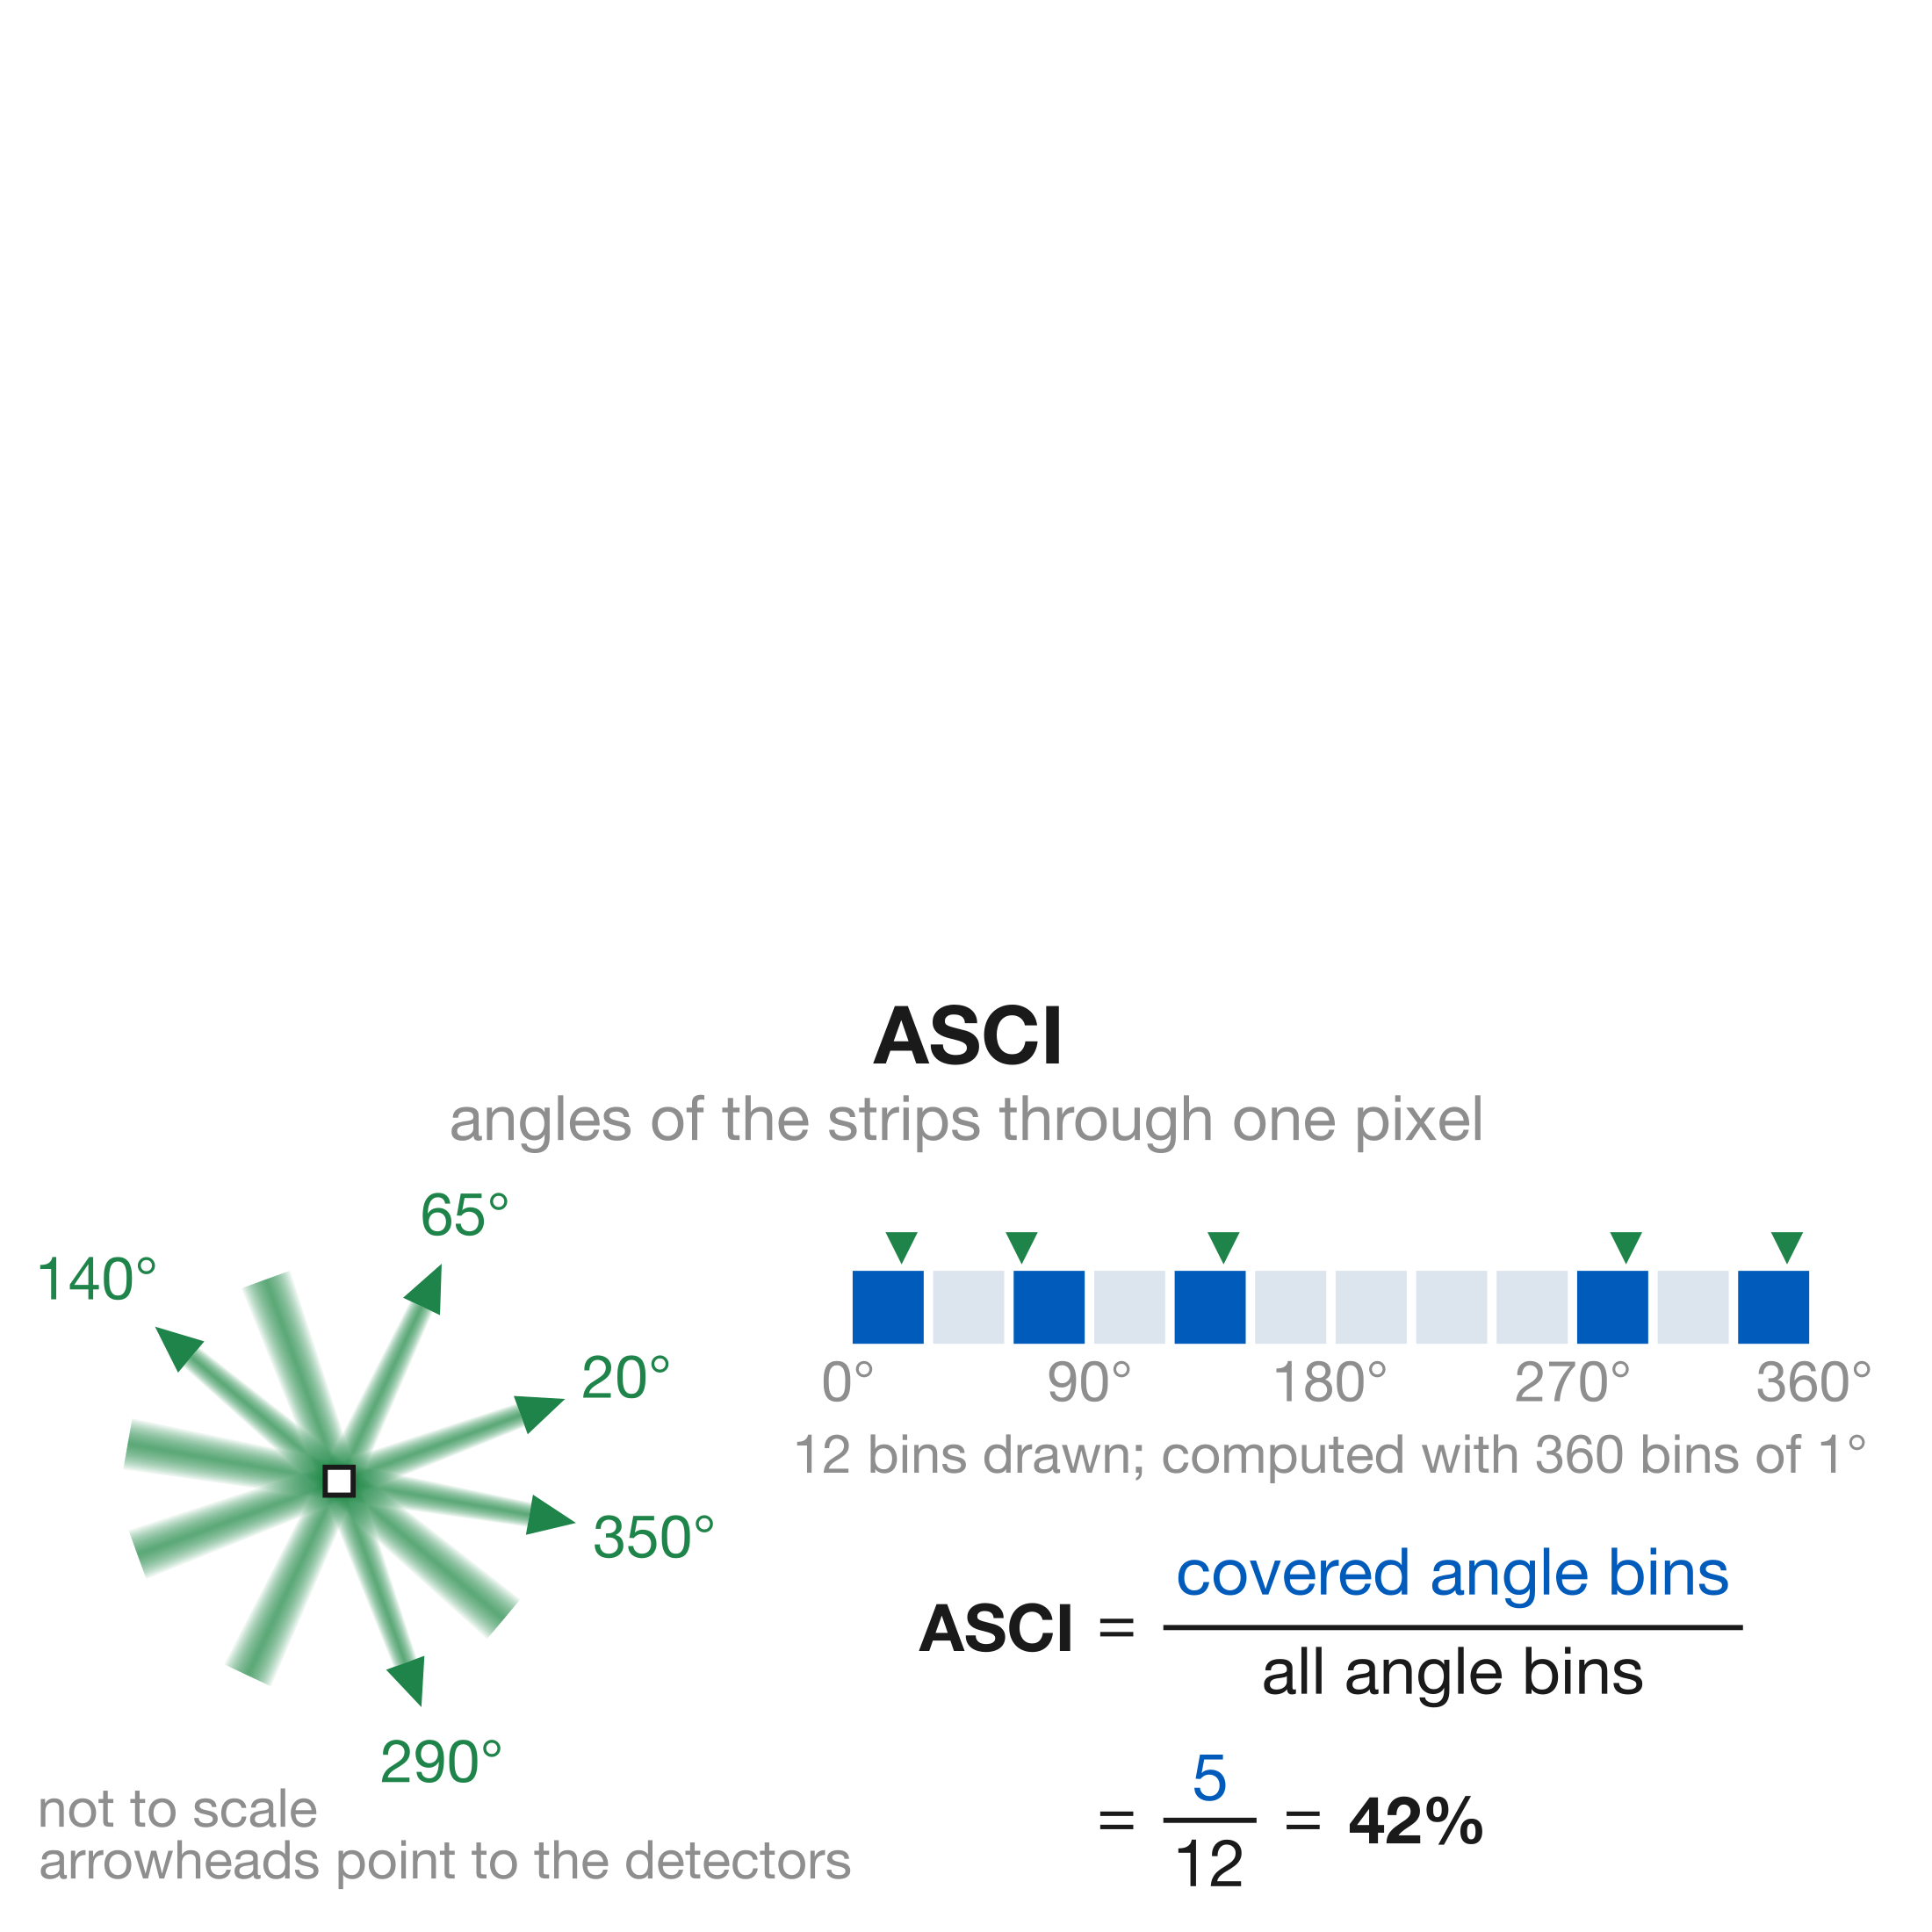 ASCI
angles of the strips through one pixel
65°
140°
20°
350°
290°
not to scale
arrowheads point to the detectors
0° 90° 180° 270° 360°
12 bins drawn; computed with 360 bins of 1°
covered angle bins
ASCI =
all angle bins
5
= = 42%
12